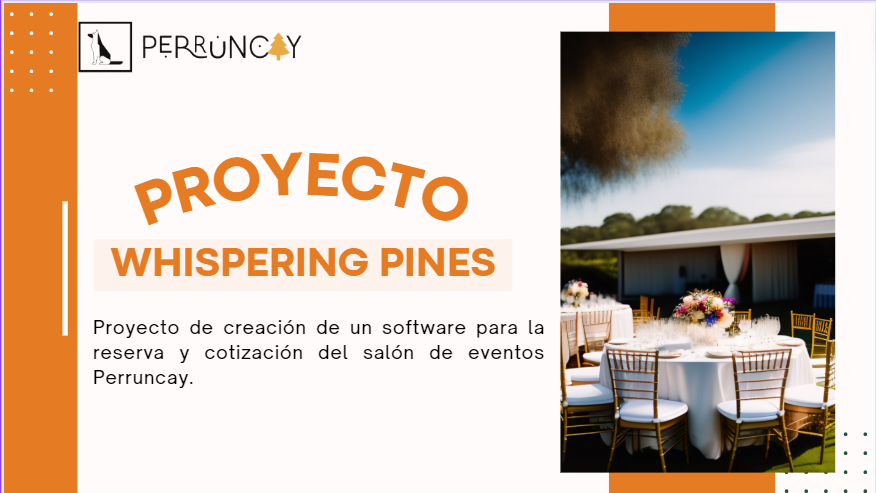 PERRUNCAY
PROYECTO
WHISPERING PINES
Proyecto de creación de un software para la
reserva y cotización del salón de eventos
Perruncay.